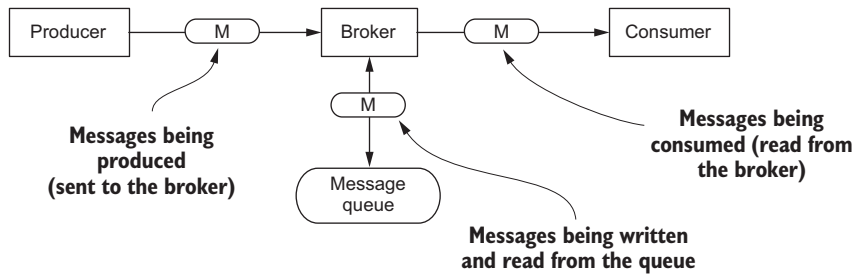 Producer
M
Broker
M
Consumer
M
Messages being
produced
(sent to the broker)
Messages being
consumed (read from
the broker)
Message
queue
Messages being written
and read from the queue